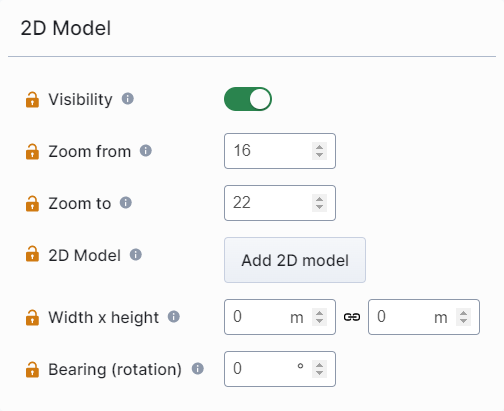 2D Model
Visibility
Zoom from 16
Zoom to 22
2D Model Add 2D model
Width x height 0 m 0 m
Bearing (rotation) 0 °